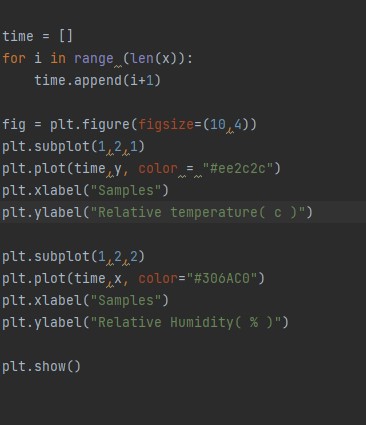 time = []
for i in range (len(x)):
    time.append(i+1)
fig = plt.figure(figsize=(10,4))
plt.subplot(1,2,1)
plt.plot(time,y, color = "#ee2c2c")
plt.xlabel("Samples")
plt.ylabel("Relative temperature( c )")
plt.subplot(1,2,2)
plt.plot(time,x, color="#306AC0")
plt.xlabel("Samples")
plt.ylabel("Relative Humidity( % )")
plt.show()